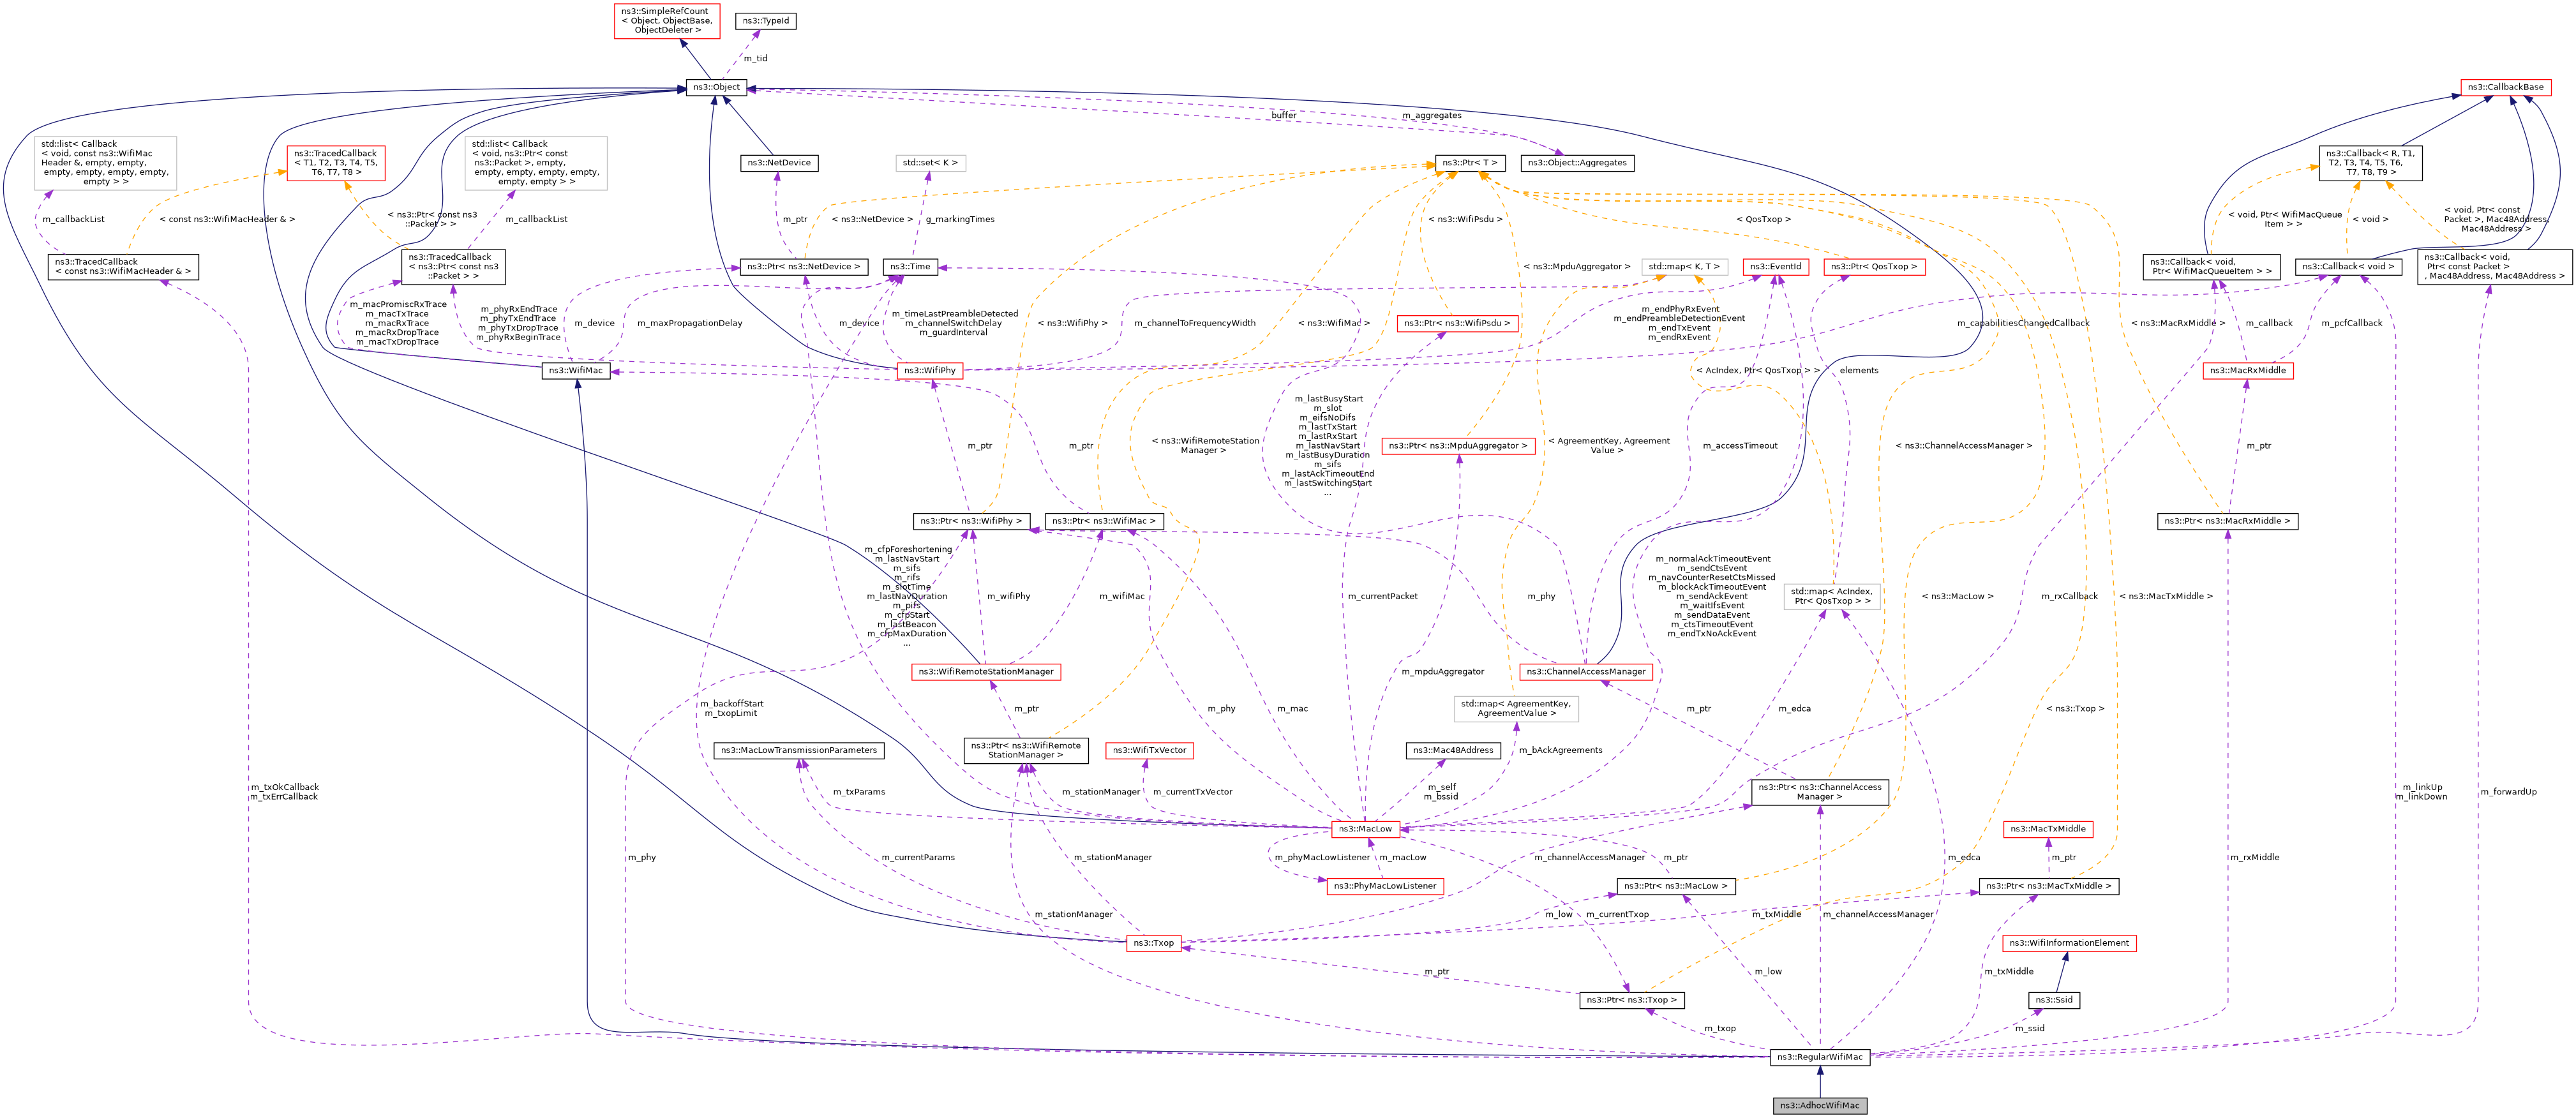 ns3::SimpleRefCount
< Object, ObjectBase,
ObjectDeleter >
ns3::TypeId
m_tid
ns3::Object
ns3::CallbackBase
buffer
m_aggregates
std::list< Callback
< void, const ns3::WifiMac
Header &, empty, empty,
empty, empty, empty, empty,
empty > >
ns3::TracedCallback
< T1, T2, T3, T4, T5,
T6, T7, T8 >
std::list< Callback
< void, ns3::Ptr< const
ns3::Packet >, empty,
empty, empty, empty, empty,
empty, empty > >
ns3::NetDevice
std::set< K >
ns3::Ptr< T >
ns3::Object::Aggregates
ns3::Callback< R, T1,
T2, T3, T4, T5, T6,
T7, T8, T9 >
m_callbackList
< const ns3::WifiMacHeader & >
< ns3::Ptr< const ns3
::Packet > >
m_callbackList
m_ptr
< ns3::NetDevice >
g_markingTimes
< ns3::WifiPsdu >
< QosTxop >
< void, Ptr< WifiMacQueue
Item > >
< void >
< void, Ptr< const
Packet >, Mac48Address,
Mac48Address >
ns3::TracedCallback
< const ns3::WifiMacHeader & >
ns3::TracedCallback
< ns3::Ptr< const ns3
::Packet > >
ns3::Ptr< ns3::NetDevice >
ns3::Time
< ns3::MpduAggregator >
std::map< K, T >
ns3::EventId
ns3::Ptr< QosTxop >
ns3::Callback< void,
Ptr< WifiMacQueueItem > >
ns3::Callback< void >
ns3::Callback< void,
Ptr< const Packet >
, Mac48Address, Mac48Address >
m_macPromiscRxTrace
m_macTxTrace
m_macRxTrace
m_macRxDropTrace
m_macTxDropTrace
m_phyRxEndTrace
m_phyTxEndTrace
m_phyTxDropTrace
m_phyRxBeginTrace
m_device
m_maxPropagationDelay
m_device
m_timeLastPreambleDetected
m_channelSwitchDelay
m_guardInterval
< ns3::WifiPhy >
m_channelToFrequencyWidth
< ns3::WifiMac >
ns3::Ptr< ns3::WifiPsdu >
m_endPhyRxEvent
m_endPreambleDetectionEvent
m_endTxEvent
m_endRxEvent
m_capabilitiesChangedCallback
< ns3::MacRxMiddle >
m_callback
m_pcfCallback
ns3::WifiMac
ns3::WifiPhy
< AcIndex, Ptr< QosTxop > >
elements
ns3::MacRxMiddle
m_lastBusyStart
m_slot
m_eifsNoDifs
m_lastTxStart
m_lastRxStart
m_lastNavStart
m_lastBusyDuration
m_sifs
m_lastAckTimeoutEnd
m_lastSwitchingStart
...
m_ptr
m_ptr
< ns3::WifiRemoteStation
Manager >
ns3::Ptr< ns3::MpduAggregator >
< AgreementKey, Agreement
Value >
m_accessTimeout
< ns3::ChannelAccessManager >
m_ptr
ns3::Ptr< ns3::WifiPhy >
ns3::Ptr< ns3::WifiMac >
ns3::Ptr< ns3::MacRxMiddle >
m_cfpForeshortening
m_lastNavStart
m_sifs
m_rifs
m_slotTime
m_lastNavDuration
m_pifs
m_cfpStart
m_lastBeacon
m_cfpMaxDuration
...
m_wifiPhy
m_wifiMac
m_currentPacket
m_phy
m_normalAckTimeoutEvent
m_sendCtsEvent
m_navCounterResetCtsMissed
m_blockAckTimeoutEvent
m_sendAckEvent
m_waitIfsEvent
m_sendDataEvent
m_ctsTimeoutEvent
m_endTxNoAckEvent
std::map< AcIndex,
Ptr< QosTxop > >
< ns3::MacLow >
m_rxCallback
< ns3::MacTxMiddle >
ns3::WifiRemoteStationManager
m_mpduAggregator
ns3::ChannelAccessManager
m_backoffStart
m_txopLimit
m_ptr
m_phy
m_mac
std::map< AgreementKey,
AgreementValue >
m_ptr
m_edca
< ns3::Txop >
ns3::MacLowTransmissionParameters
ns3::Ptr< ns3::WifiRemote
StationManager >
ns3::WifiTxVector
ns3::Mac48Address
m_bAckAgreements
m_txOkCallback
m_txErrCallback
m_txParams
m_stationManager
m_currentTxVector
m_self
m_bssid
ns3::Ptr< ns3::ChannelAccess
Manager >
m_linkUp
m_linkDown
m_forwardUp
ns3::MacLow
ns3::MacTxMiddle
m_phy
m_currentParams
m_stationManager
m_phyMacLowListener
m_macLow
m_channelAccessManager
m_ptr
m_edca
m_ptr
m_rxMiddle
ns3::PhyMacLowListener
ns3::Ptr< ns3::MacLow >
ns3::Ptr< ns3::MacTxMiddle >
m_stationManager
m_low
m_currentTxop
m_txMiddle
m_channelAccessManager
ns3::Txop
ns3::WifiInformationElement
m_ptr
m_low
m_txMiddle
ns3::Ptr< ns3::Txop >
ns3::Ssid
m_txop
m_ssid
ns3::RegularWifiMac
ns3::AdhocWifiMac